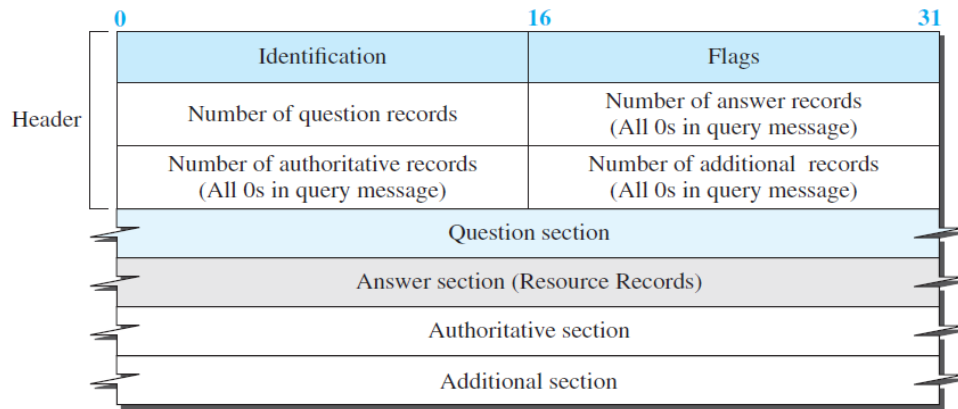 0 16 31
Identification Flags
Header
Number of question records
Number of answer records
(All 0s in query message)
Number of authoritative records
(All 0s in query message)
Number of additional records
(All 0s in query message)
Question section
Answer section (Resource Records)
Authoritative section
Additional section